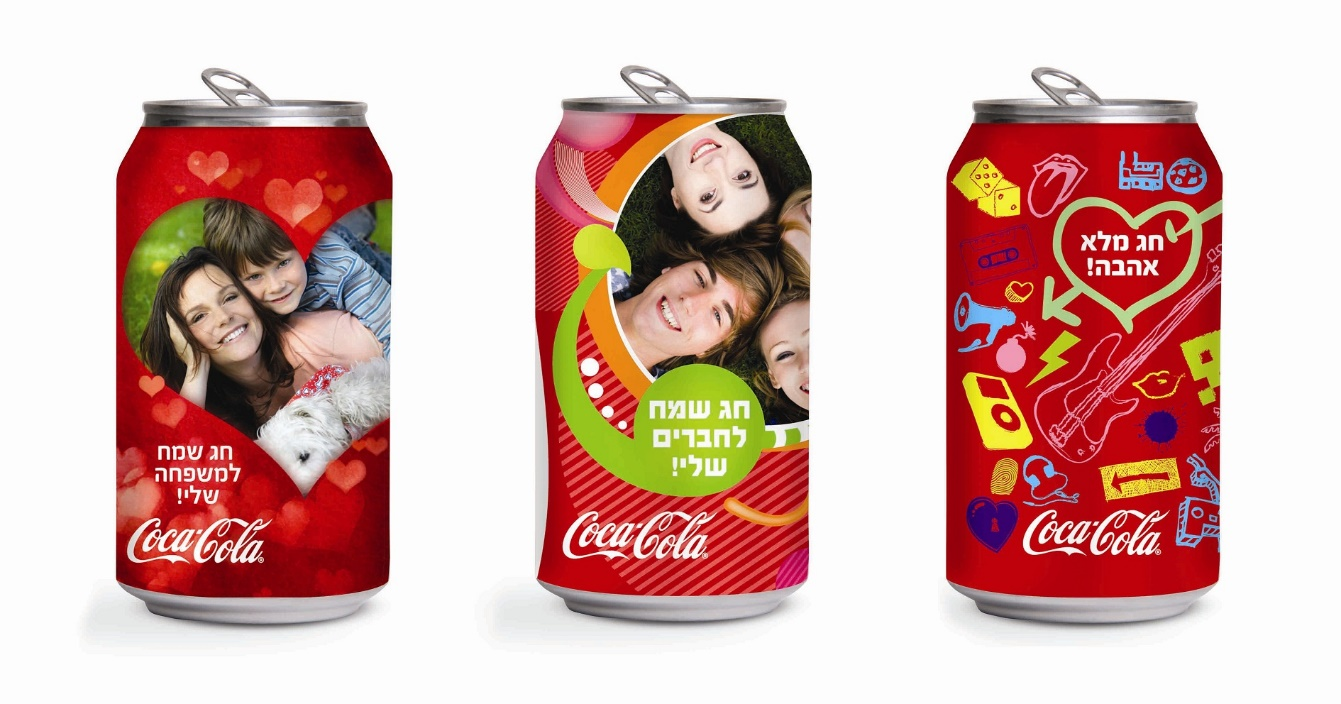 חג שמח
למשפחה
שלי!
Coca-Cola
חג שמח
לחברים
שלי!
Coca-Cola
חג מלא
אהבה!
Coca-Cola